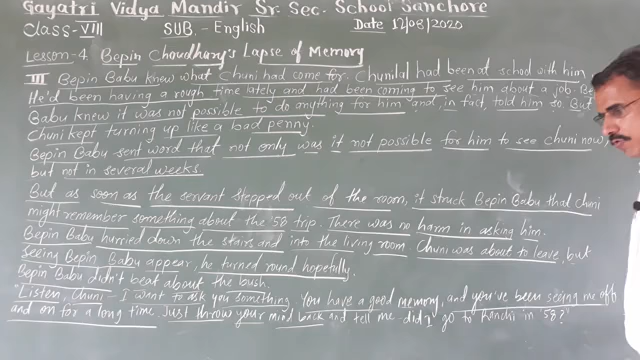 Gayatri Vidya Mandir Sr. Sec. School Sanchore
Class- VIII SUB. - English Date 12/08/2020
Lesson-4 Bepin Choudhary's Lapse of Memory
III Bepin Babu knew what Chuni had come for. Chunilal had been at school with him,
He'd been having a rough time lately and had been coming to see him about a job. Be
Babu knew it was not possible to do anything for him and, in fact, told him so. But
Chuni kept turning up like a bad penny.
Bepin Babu sent word that not only was it not possible for him to see Chuni now,
but not in several weeks.
But as soon as the servant stepped out of the room, it struck Bepin Babu that Chuni
might remember something about the '58 trip. There was no harm in asking him.
Bepin Babu hurried down the stairs and into the living room. Chuni was about to leave, but
seeing Bepin Babu appear, he turned round hopefully.
Bepin Babu didn't beat about the bush.
"Listen, Chuni - I want to ask you something. You have a good memory, and you've been seeing me off
and on for a long time. Just throw your mind back and tell me did I go to Ranchi in '58?"